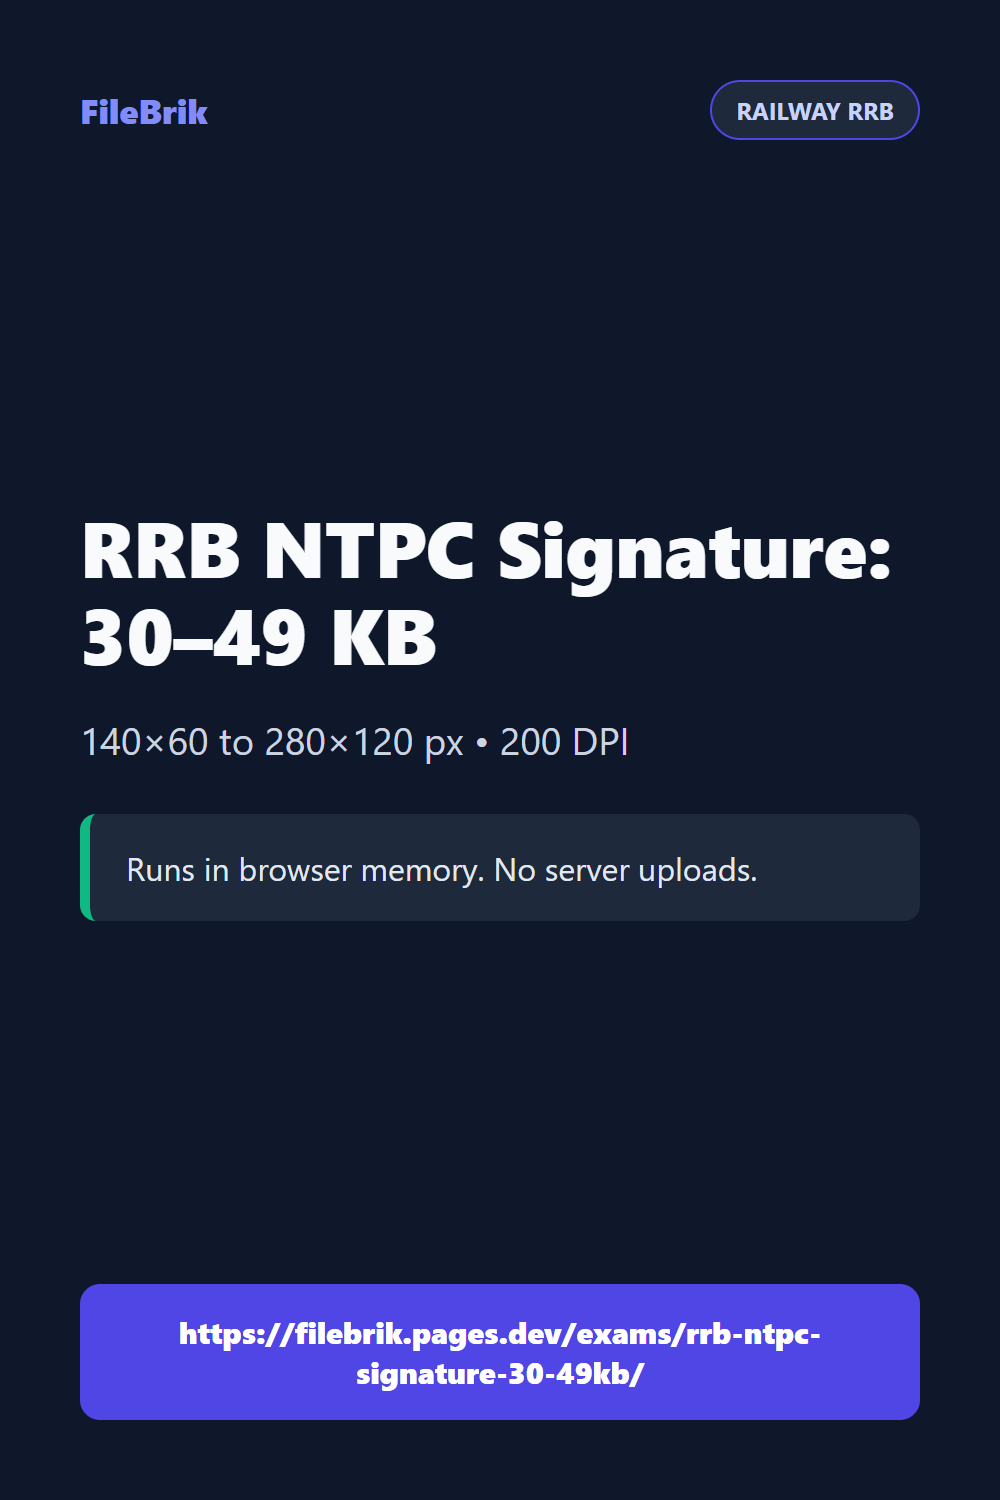 FileBrik
RAILWAY RRB
RRB NTPC Signature:
30–49 KB
140×60 to 280×120 px • 200 DPI
Runs in browser memory. No server uploads.
https://filebrik.pages.dev/exams/rrb-ntpc-
signature-30-49kb/